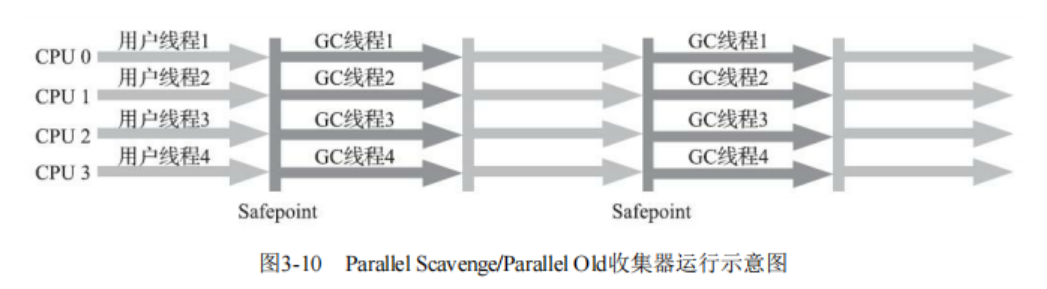 用户线程1 GC线程1 GC线程1
CPU 0
用户线程2 GC线程2 GC线程2
CPU 1
用户线程3 GC线程3 GC线程3
CPU 2
用户线程4 GC线程4 GC线程4
CPU 3
Safepoint Safepoint
图3-10 Parallel Scavenge/Parallel Old收集器运行示意图